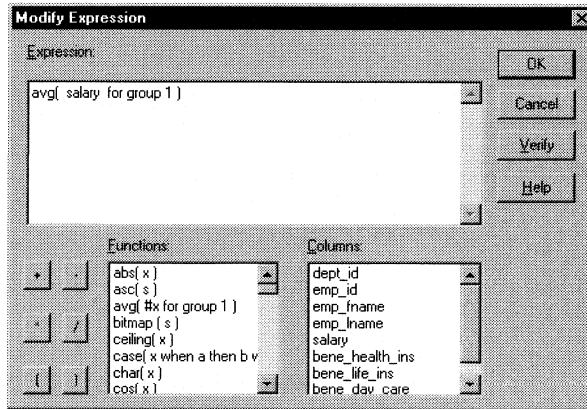 Modify Expression
Expression:
avg( salary for group 1 )
OK
Cancel
Verify
Help
Functions:
+ -
* /
( )
abs( x )
asc( s )
avg( #x for group 1 )
bitmap ( s )
ceiling( x )
case( x when a then b w
char( x )
cos( x )
Columns:
dept_id
emp_id
emp_fname
emp_lname
salary
bene_health_ins
bene_life_ins
bene_day_care